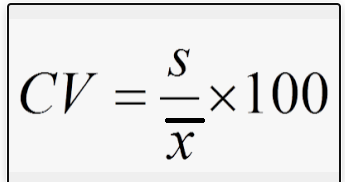 CV = s/x̅ × 100